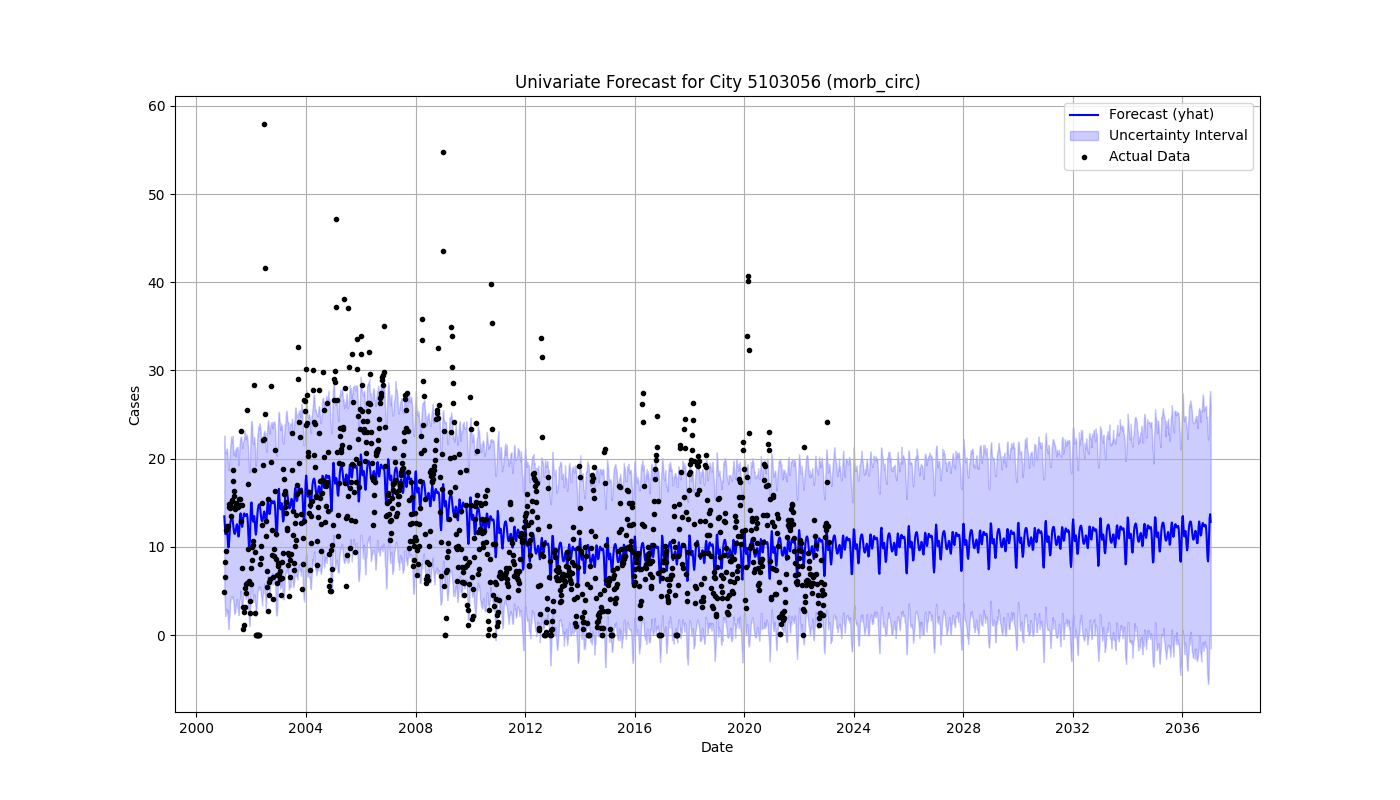 Univariate Forecast for City 5103056 (morb_circ)
Forecast (yhat)
Uncertainty Interval
Actual Data
Cases
60
50
40
30
20
10
0
2000 2004 2008 2012 2016 2020 2024 2028 2032 2036
Date